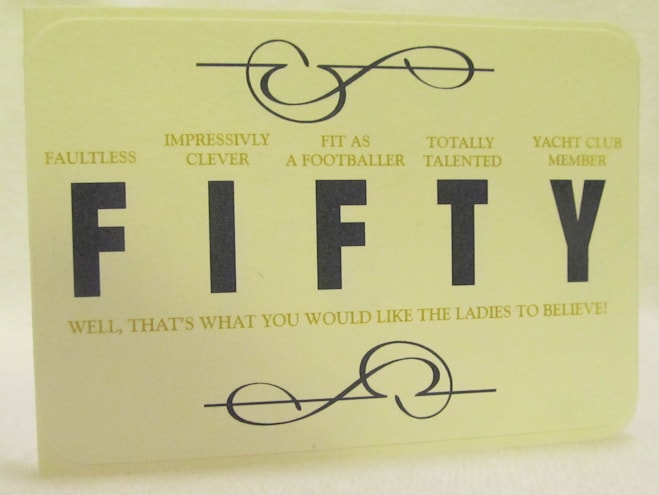 FAULTLESS
IMPRESSIVLY CLEVER
FIT AS A FOOTBALLER
TOTALLY TALENTED
YACHT CLUB MEMBER
FIFTY
WELL, THAT'S WHAT YOU WOULD LIKE THE LADIES TO BELIEVE!